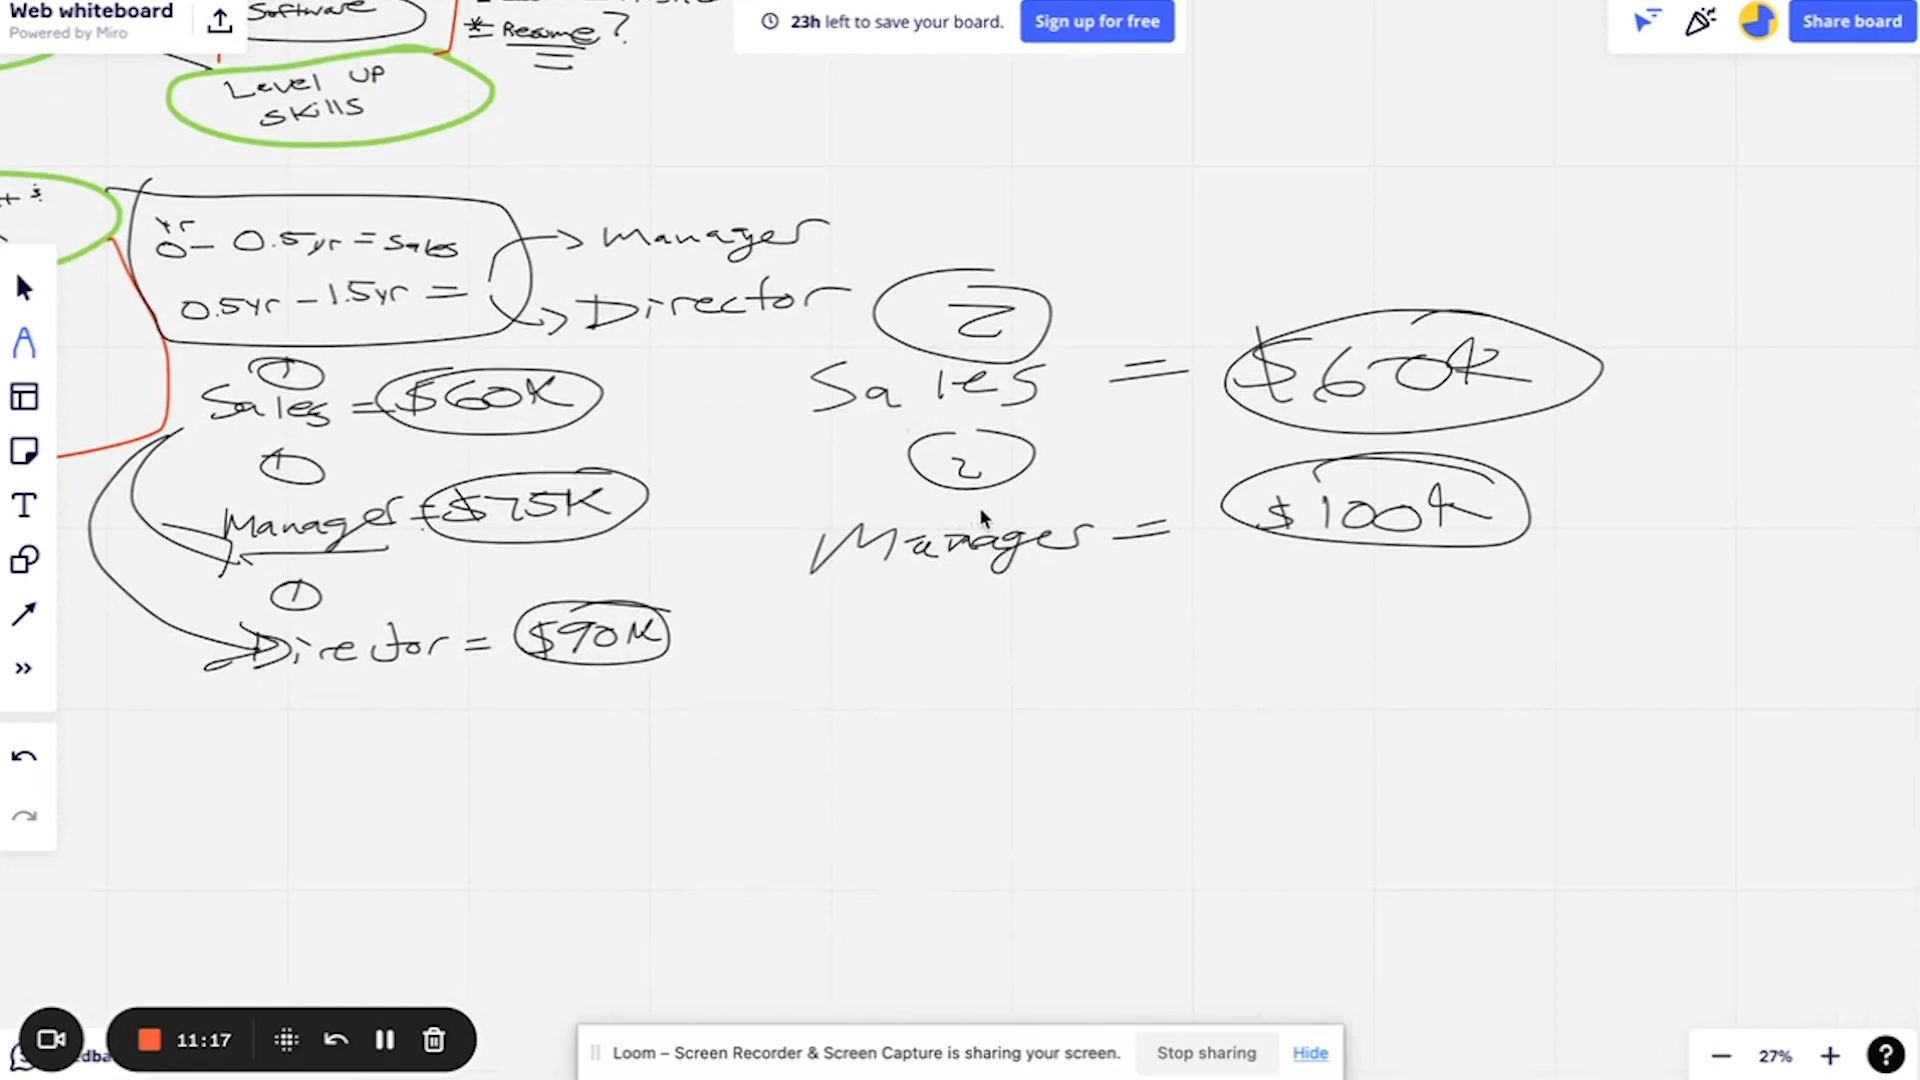 Web whiteboard
Powered by Miro
Software
* Resume?
23h left to save your board.
Sign up for free
Share board
Level up
skills
yr
0 - 0.5yr = Sales
0.5yr - 1.5yr =
Manager
Director
1
Sales = $60K
1
Manager = $75K
1
Director = $90K
2
Sales = $60K
2
Manager = $100K
T
11:17
Loom – Screen Recorder & Screen Capture is sharing your screen.
Stop sharing
Hide
27%
?